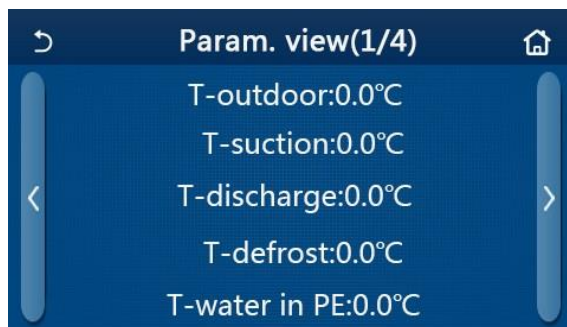 Param. view(1/4)
T-outdoor:0.0℃
T-suction:0.0℃
T-discharge:0.0℃
T-defrost:0.0℃
T-water in PE:0.0℃